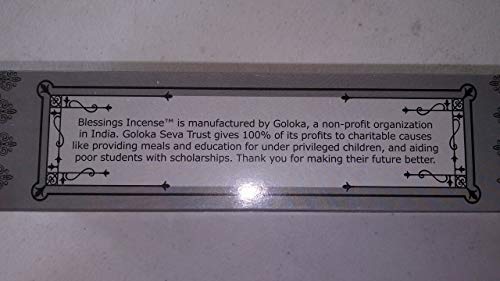 Blessings Incense™ is manufactured by Goloka, a non-profit organization
in India. Goloka Seva Trust gives 100% of its profits to charitable causes
like providing meals and education for under privileged children, and aiding
poor students with scholarships. Thank you for making their future better.